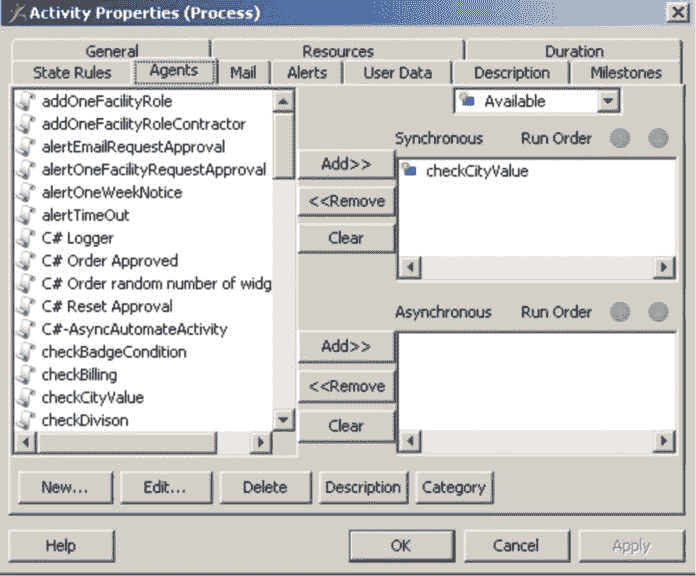 Activity Properties (Process)
General Resources Duration
State Rules Agents Mail Alerts User Data Description Milestones
addOneFacilityRole
addOneFacilityRoleContractor
alertEmailRequestApproval
alertOneFacilityRequestApproval
alertOneWeekNotice
alertTimeOut
C# Logger
C# Order Approved
C# Order random number of widg
C# Reset Approval
C#-AsyncAutomateActivity
checkBadgeCondition
checkBilling
checkCityValue
checkDivison
Add>>
<<Remove
Clear
Add>>
<<Remove
Clear
Available
Synchronous Run Order
checkCityValue
Asynchronous Run Order
New... Edit... Delete Description Category
Help OK Cancel Apply